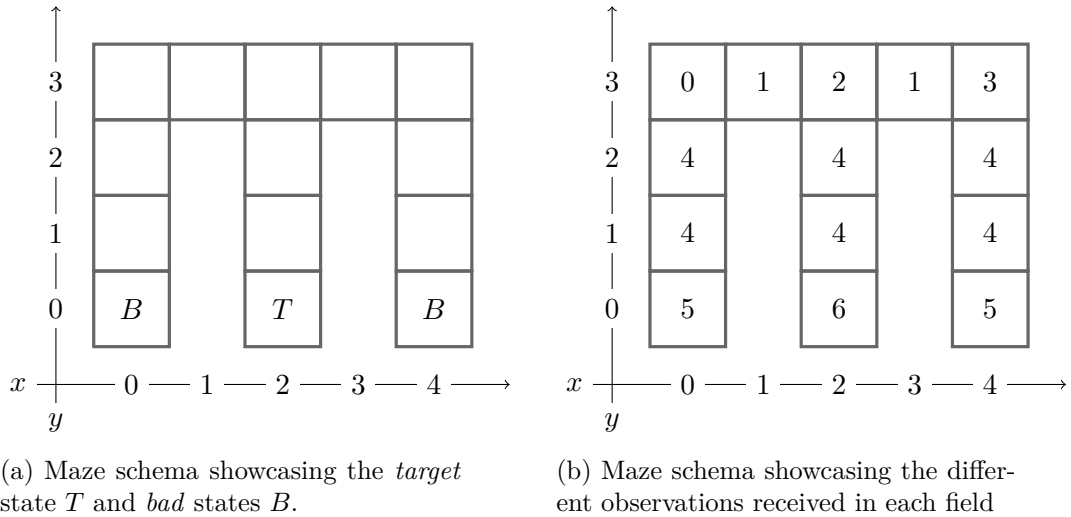 3 3 0 1 2 1 3
2 2 4 4 4
1 1 4 4 4
0 B T B 0 5 6 5
x 0 1 2 3 4 x 0 1 2 3 4
y y
(a) Maze schema showcasing the target
state T and bad states B.
(b) Maze schema showcasing the differ-
ent observations received in each field